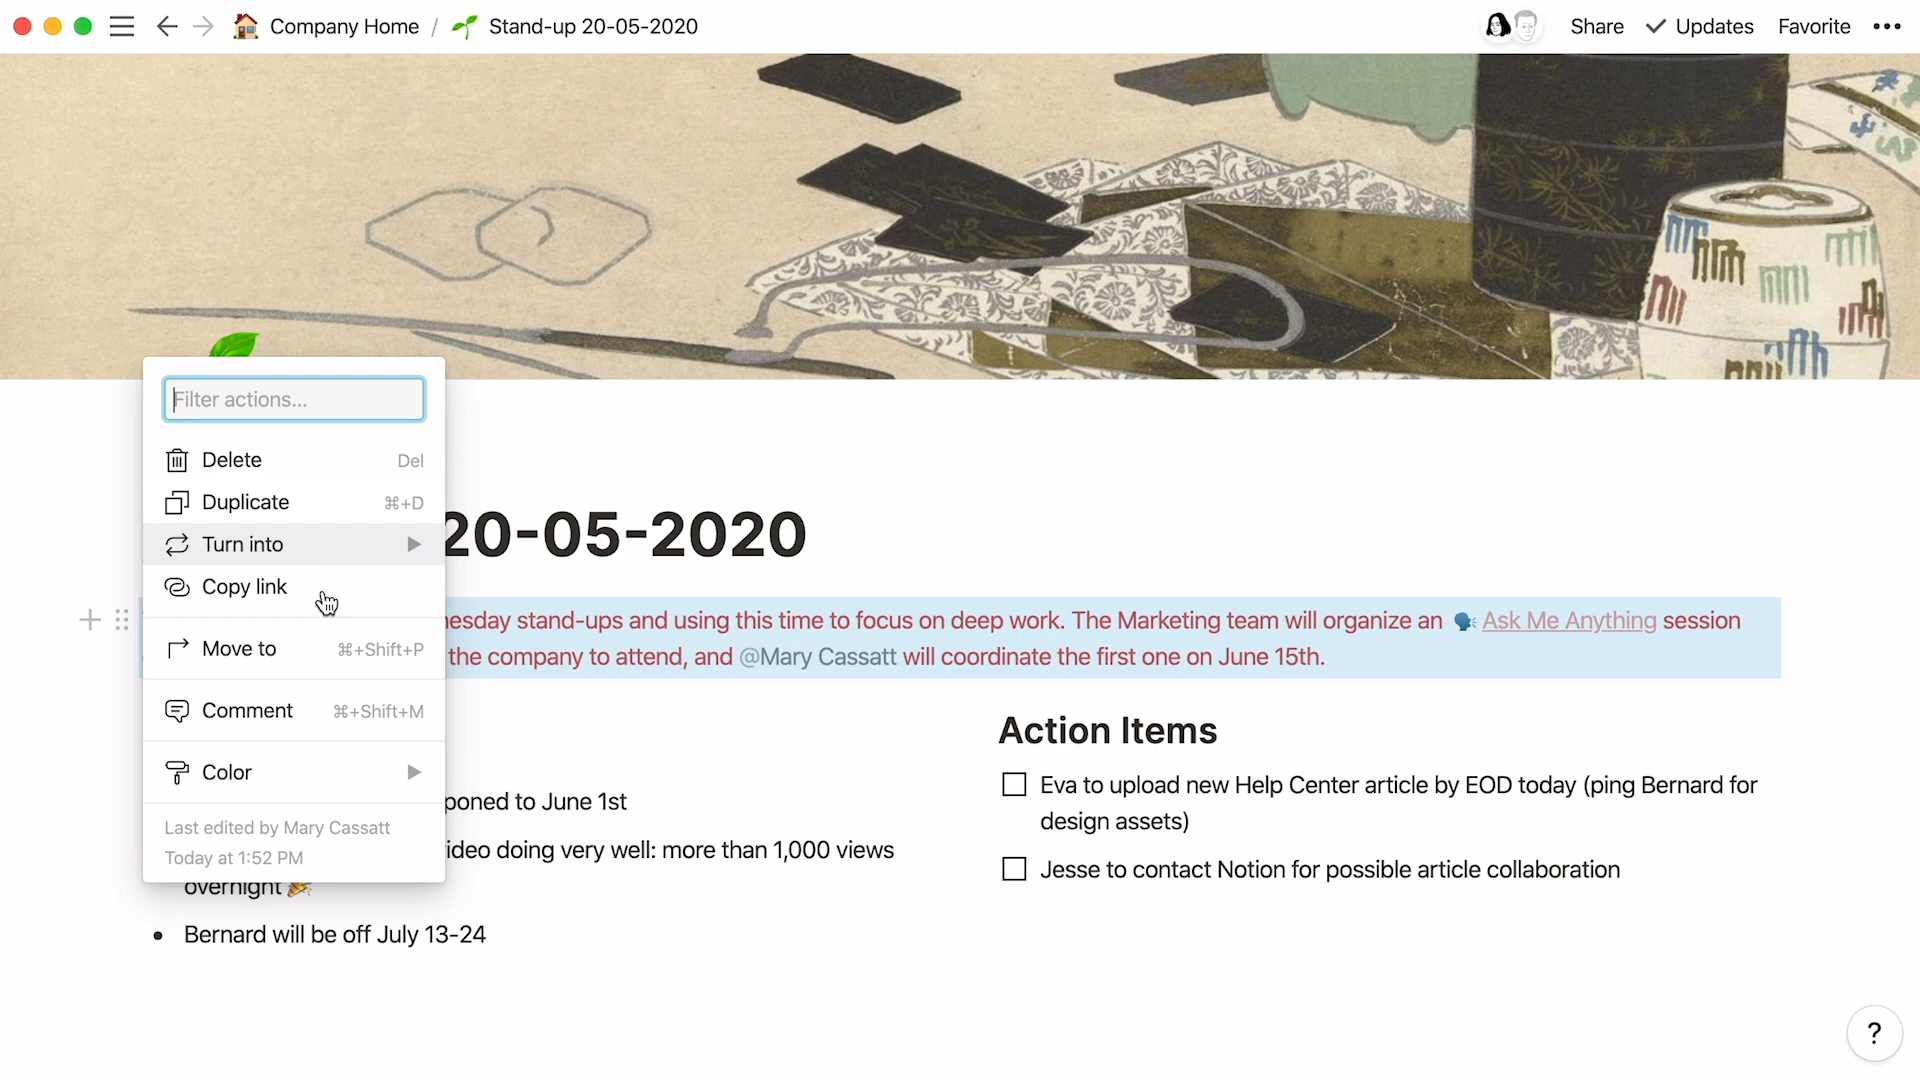 Company Home / Stand-up 20-05-2020
Share Updates Favorite
Filter actions...
Delete Del
Duplicate ⌘+D
Turn into
Copy link
Move to ⌘+Shift+P
Comment ⌘+Shift+M
Color
Last edited by Mary Cassatt
Today at 1:52 PM
20-05-2020
stand-ups and using this time to focus on deep work. The Marketing team will organize an 🗣 Ask Me Anything session
the company to attend, and @Mary Cassatt will coordinate the first one on June 15th.
to June 1st
doing very well: more than 1,000 views
overnight 🎉
• Bernard will be off July 13-24
Action Items
Eva to upload new Help Center article by EOD today (ping Bernard for
design assets)
Jesse to contact Notion for possible article collaboration
?